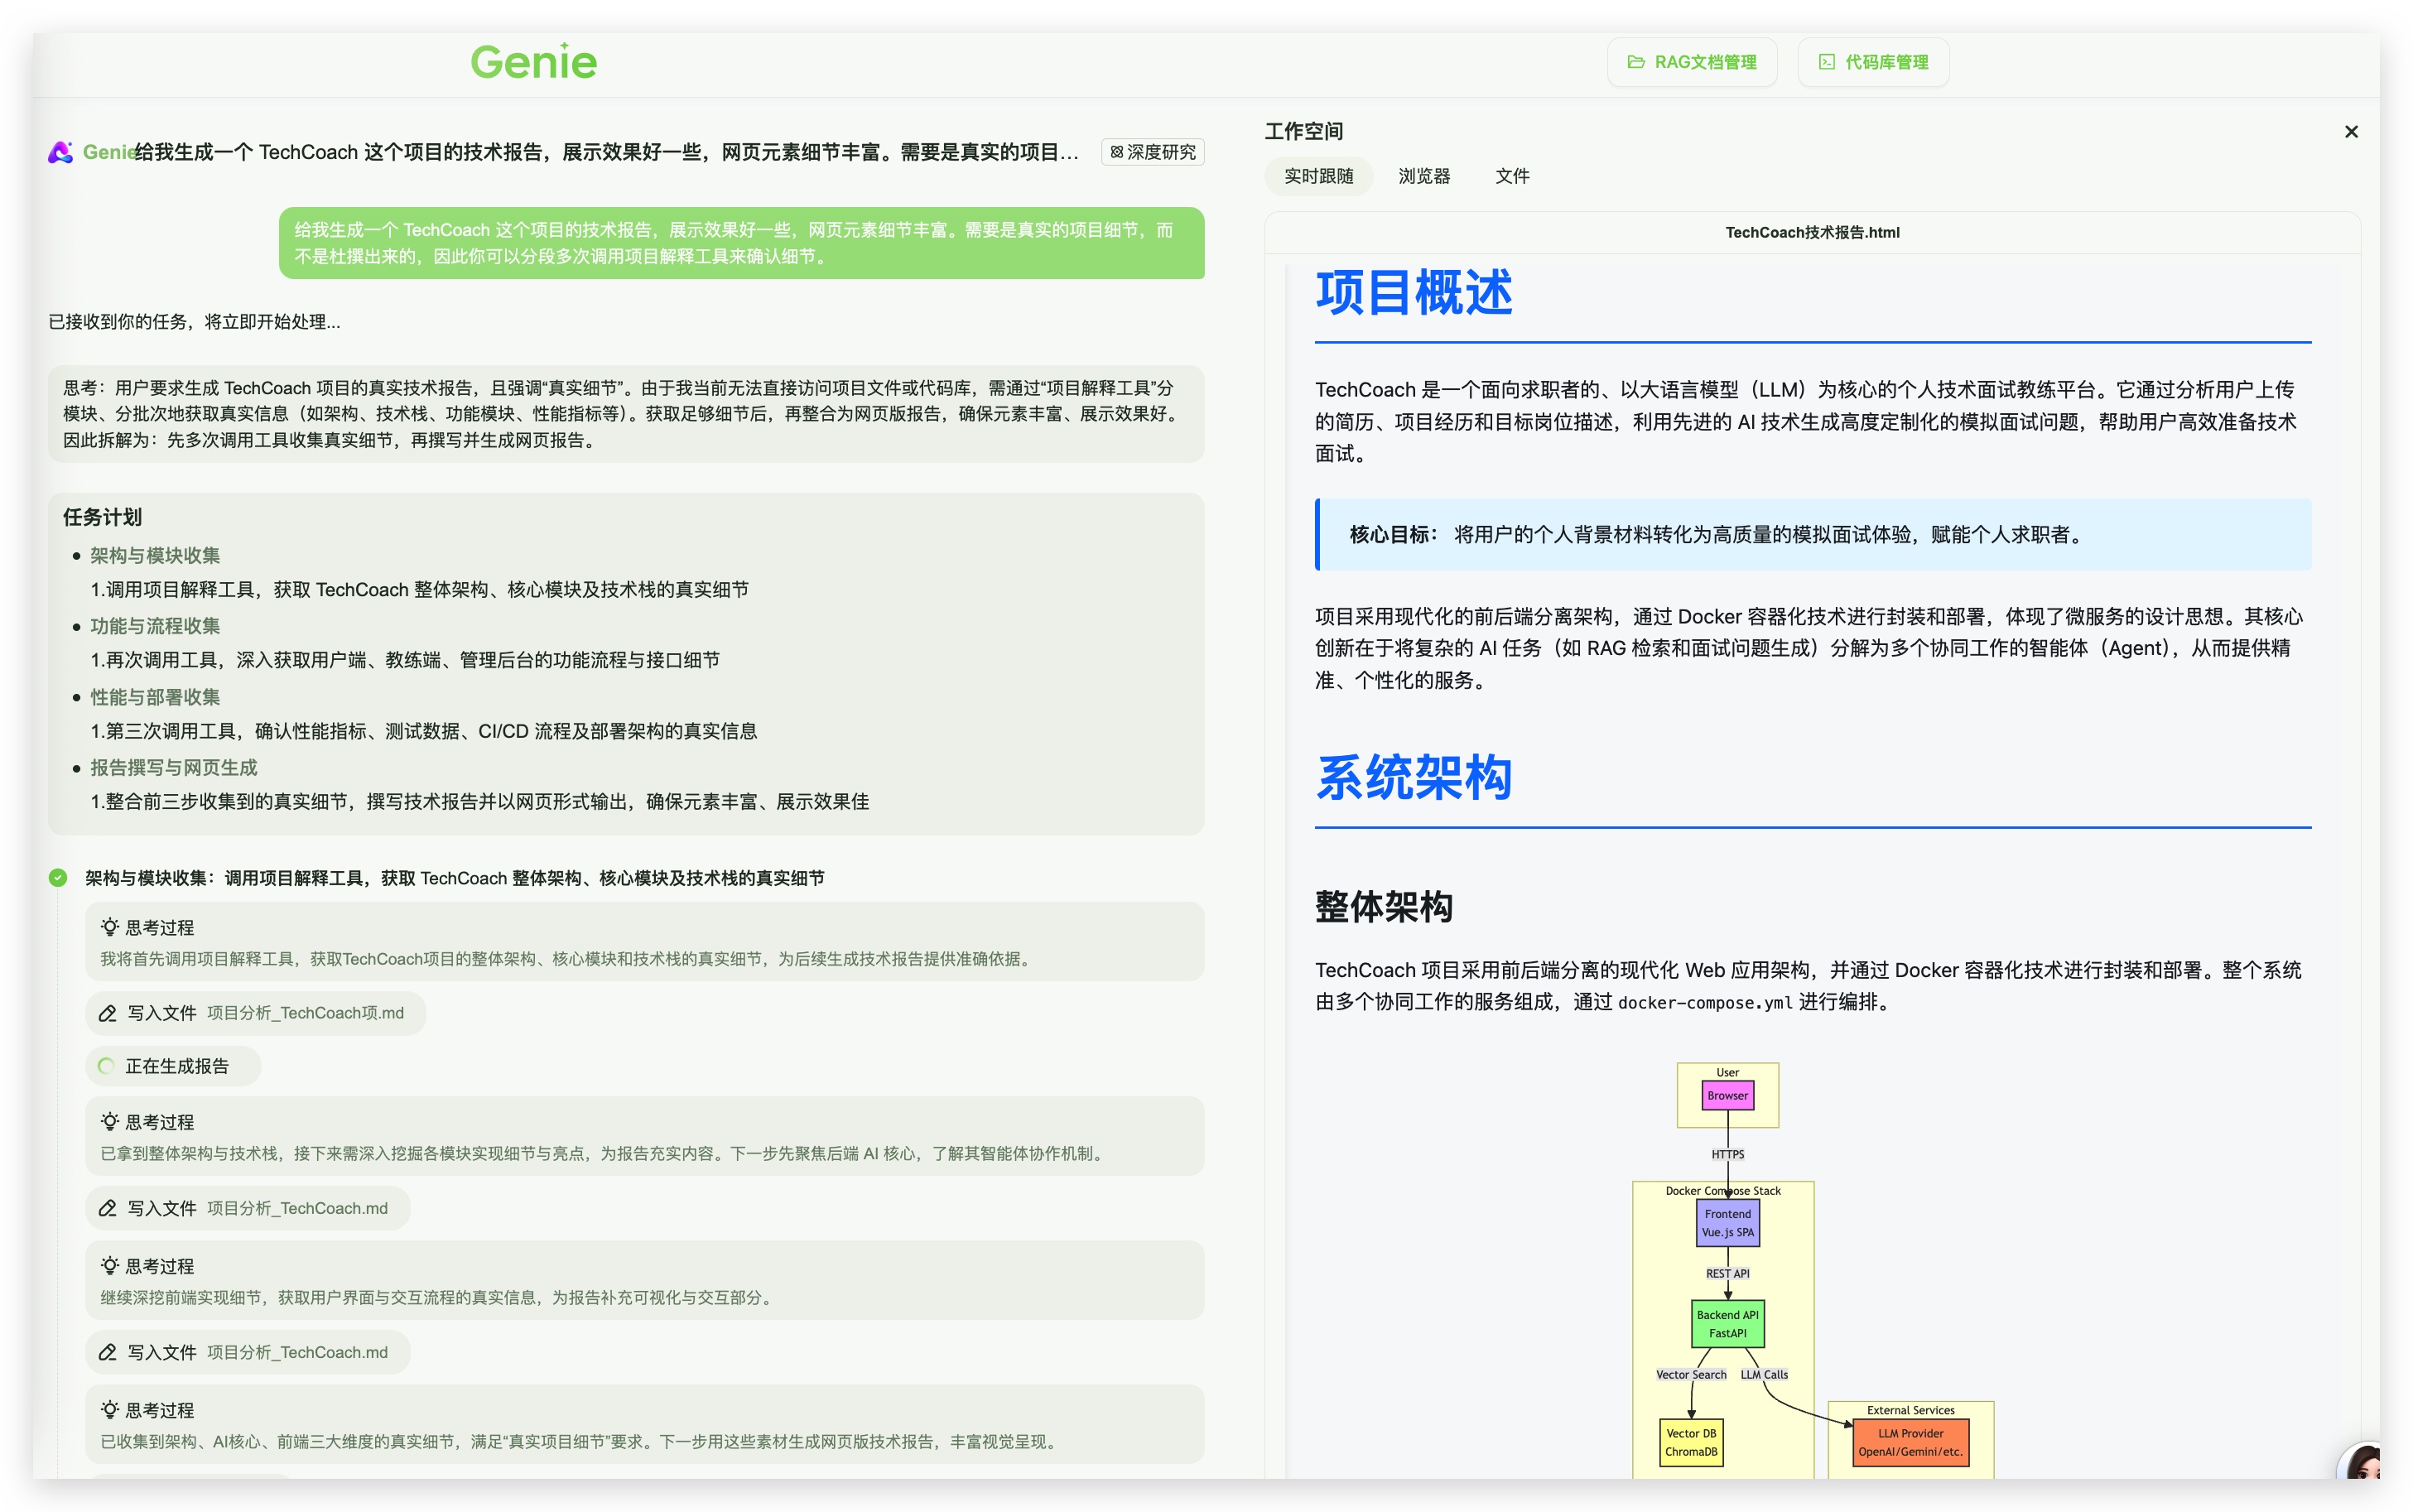 Genie
RAG文档管理
代码库管理
Genie给我生成一个 TechCoach 这个项目的技术报告，展示效果好一些，网页元素细节丰富。需要是真实的项目…
深度研究
给我生成一个 TechCoach 这个项目的技术报告，展示效果好一些，网页元素细节丰富。需要是真实的项目细节，而
不是杜撰出来的，因此你可以分段多次调用项目解释工具来确认细节。
已接收到你的任务，将立即开始处理...
思考：用户要求生成 TechCoach 项目的真实技术报告，且强调“真实细节”。由于我当前无法直接访问项目文件或代码库，需通过“项目解释工具”分
模块、分批次地获取真实信息（如架构、技术栈、功能模块、性能指标等）。获取足够细节后，再整合为网页版报告，确保元素丰富、展示效果好。
因此拆解为：先多次调用工具收集真实细节，再撰写并生成网页报告。
任务计划
架构与模块收集
1.调用项目解释工具，获取 TechCoach 整体架构、核心模块及技术栈的真实细节
功能与流程收集
1.再次调用工具，深入获取用户端、教练端、管理后台的功能流程与接口细节
性能与部署收集
1.第三次调用工具，确认性能指标、测试数据、CI/CD 流程及部署架构的真实信息
报告撰写与网页生成
1.整合前三步收集到的真实细节，撰写技术报告并以网页形式输出，确保元素丰富、展示效果佳
架构与模块收集：调用项目解释工具，获取 TechCoach 整体架构、核心模块及技术栈的真实细节
思考过程
我将首先调用项目解释工具，获取TechCoach项目的整体架构、核心模块和技术栈的真实细节，为后续生成技术报告提供准确依据。
写入文件 项目分析_TechCoach项.md
正在生成报告
思考过程
已拿到整体架构与技术栈，接下来需深入挖掘各模块实现细节与亮点，为报告充实内容。下一步先聚焦后端 AI 核心，了解其智能体协作机制。
写入文件 项目分析_TechCoach.md
思考过程
继续深挖前端实现细节，获取用户界面与交互流程的真实信息，为报告补充可视化与交互部分。
写入文件 项目分析_TechCoach.md
思考过程
已收集到架构、AI核心、前端三大维度的真实细节，满足“真实项目细节”要求。下一步用这些素材生成网页版技术报告，丰富视觉呈现。
工作空间
实时跟随
浏览器
文件
TechCoach技术报告.html
项目概述
TechCoach 是一个面向求职者的、以大语言模型（LLM）为核心的个人技术面试教练平台。它通过分析用户上传
的简历、项目经历和目标岗位描述，利用先进的 AI 技术生成高度定制化的模拟面试问题，帮助用户高效准备技术
面试。
核心目标： 将用户的个人背景材料转化为高质量的模拟面试体验，赋能个人求职者。
项目采用现代化的前后端分离架构，通过 Docker 容器化技术进行封装和部署，体现了微服务的设计思想。其核心
创新在于将复杂的 AI 任务（如 RAG 检索和面试问题生成）分解为多个协同工作的智能体（Agent），从而提供精
准、个性化的服务。
系统架构
整体架构
TechCoach 项目采用前后端分离的现代化 Web 应用架构，并通过 Docker 容器化技术进行封装和部署。整个系统
由多个协同工作的服务组成，通过 docker-compose.yml 进行编排。
User
Browser
HTTPS
Docker Compose Stack
Frontend
Vue.js SPA
REST API
Backend API
FastAPI
Vector Search
LLM Calls
External Services
Vector DB
ChromaDB
LLM Provider
OpenAI/Gemini/etc.